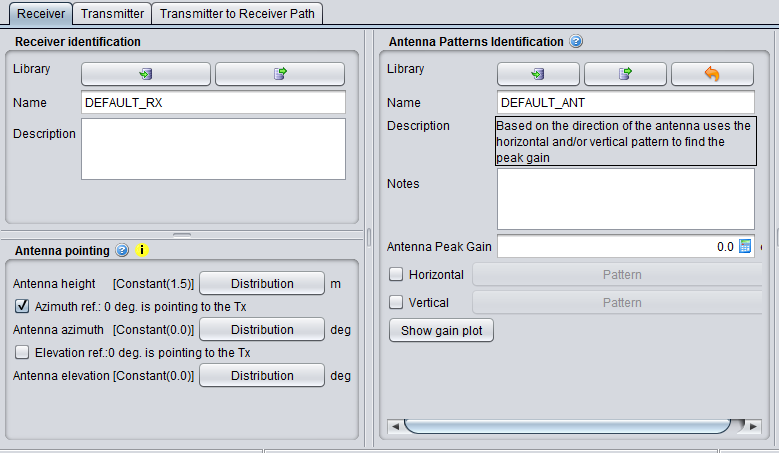 Receiver
Transmitter
Transmitter to Receiver Path
Receiver identification
Library
Name
DEFAULT_RX
Description
Antenna pointing
Antenna height [Constant(1.5)] Distribution m
Azimuth ref.: 0 deg. is pointing to the Tx
Antenna azimuth [Constant(0.0)] Distribution deg
Elevation ref.:0 deg. is pointing to the Tx
Antenna elevation [Constant(0.0)] Distribution deg
Antenna Patterns Identification
Library
Name
DEFAULT_ANT
Description
Based on the direction of the antenna uses the
horizontal and/or vertical pattern to find the
peak gain
Notes
Antenna Peak Gain 0.0
Horizontal Pattern
Vertical Pattern
Show gain plot